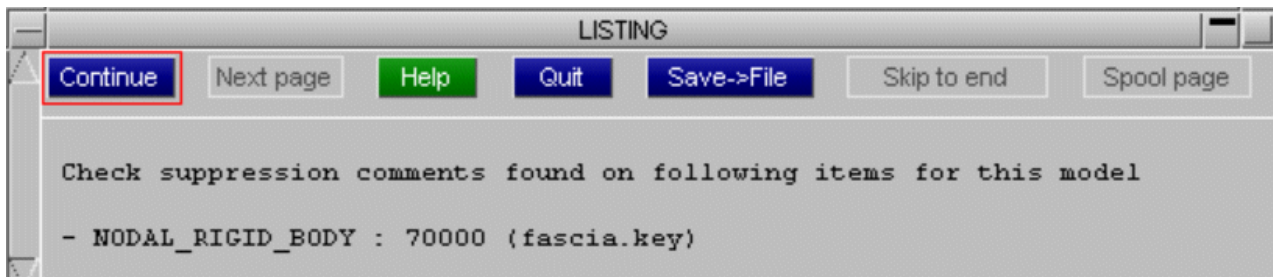 LISTING
Continue Next page Help Quit Save->File Skip to end Spool page
Check suppression comments found on following items for this model
- NODAL_RIGID_BODY : 70000 (fascia.key)